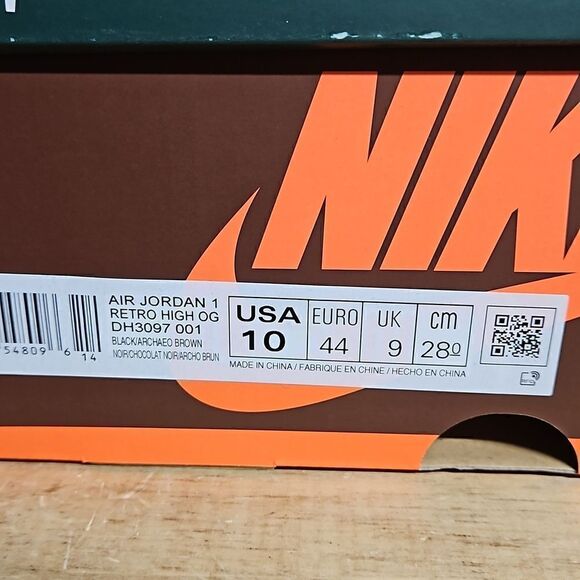 NIK
AIR JORDAN 1
RETRO HIGH OG
DH3097 001
BLACK/ARCHAEO BROWN
NOIR/CHOCOLAT NOIR/ARCHO BRUN
54809 6 14
USA EURO UK cm
10 44 9 28.0
MADE IN CHINA / FABRIQUE EN CHINE / HECHO EN CHINA